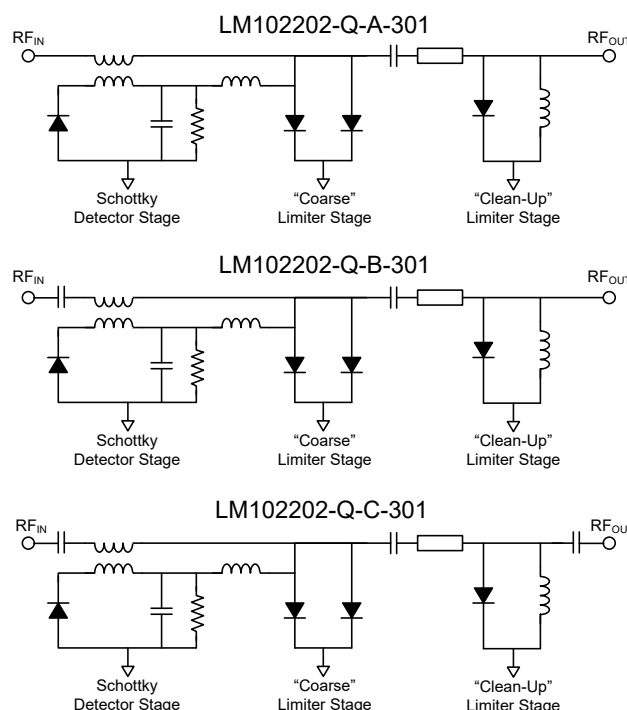 LM102202-Q-A-301
RFIN
RFOUT
Schottky
Detector Stage
“Coarse”
Limiter Stage
“Clean-Up”
Limiter Stage
LM102202-Q-B-301
RFIN
RFOUT
Schottky
Detector Stage
“Coarse”
Limiter Stage
“Clean-Up”
Limiter Stage
LM102202-Q-C-301
RFIN
RFOU
Schottky
Detector Stage
“Coarse”
Limiter Stage
“Clean-Up”
Limiter Stage